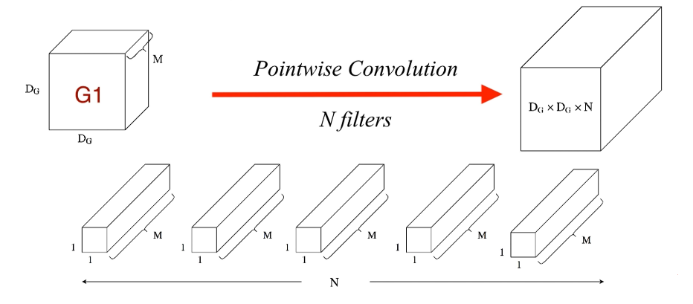 M
Pointwise Convolution
D_G
G1
D_G × D_G × N
N filters
D_G
1 M 1 M 1 M 1 M 1 M
1 1 1 1 1
N